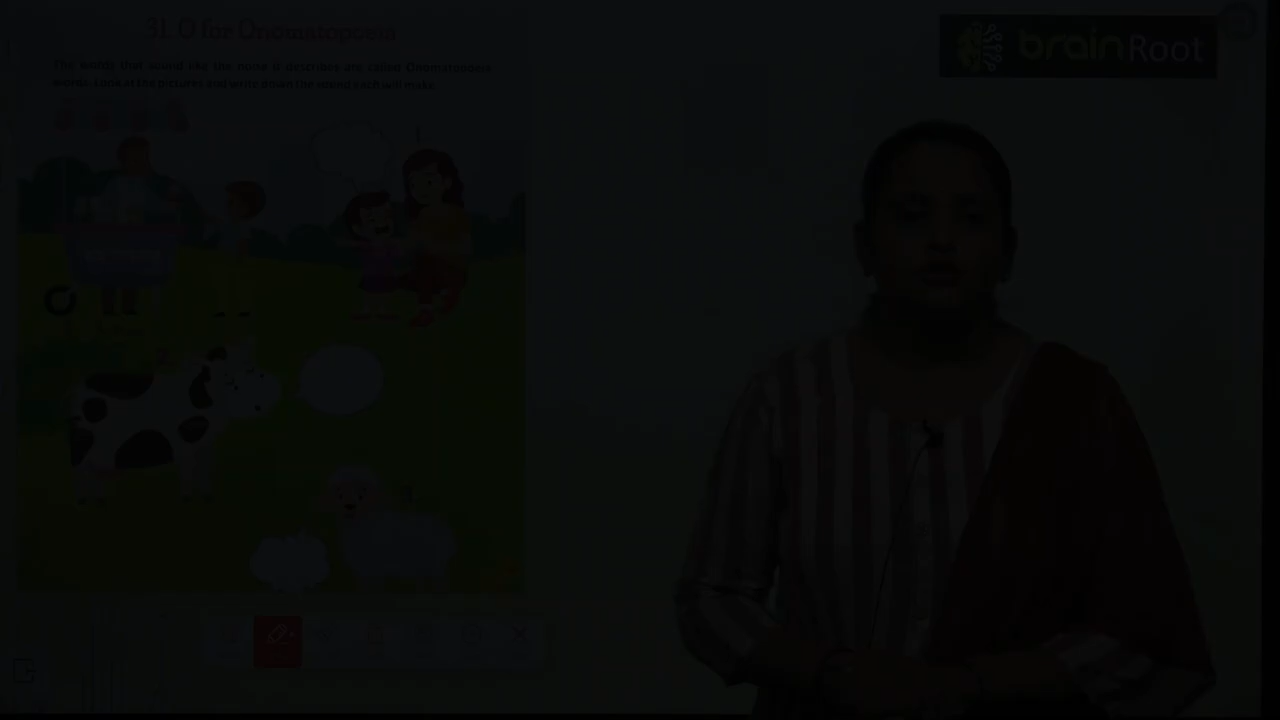 31. O for Onomatopoeia
brainRoot
The words that sound like the noise it describes are called Onomatopoeia
words. Look at the pictures and write down the sound each will make.